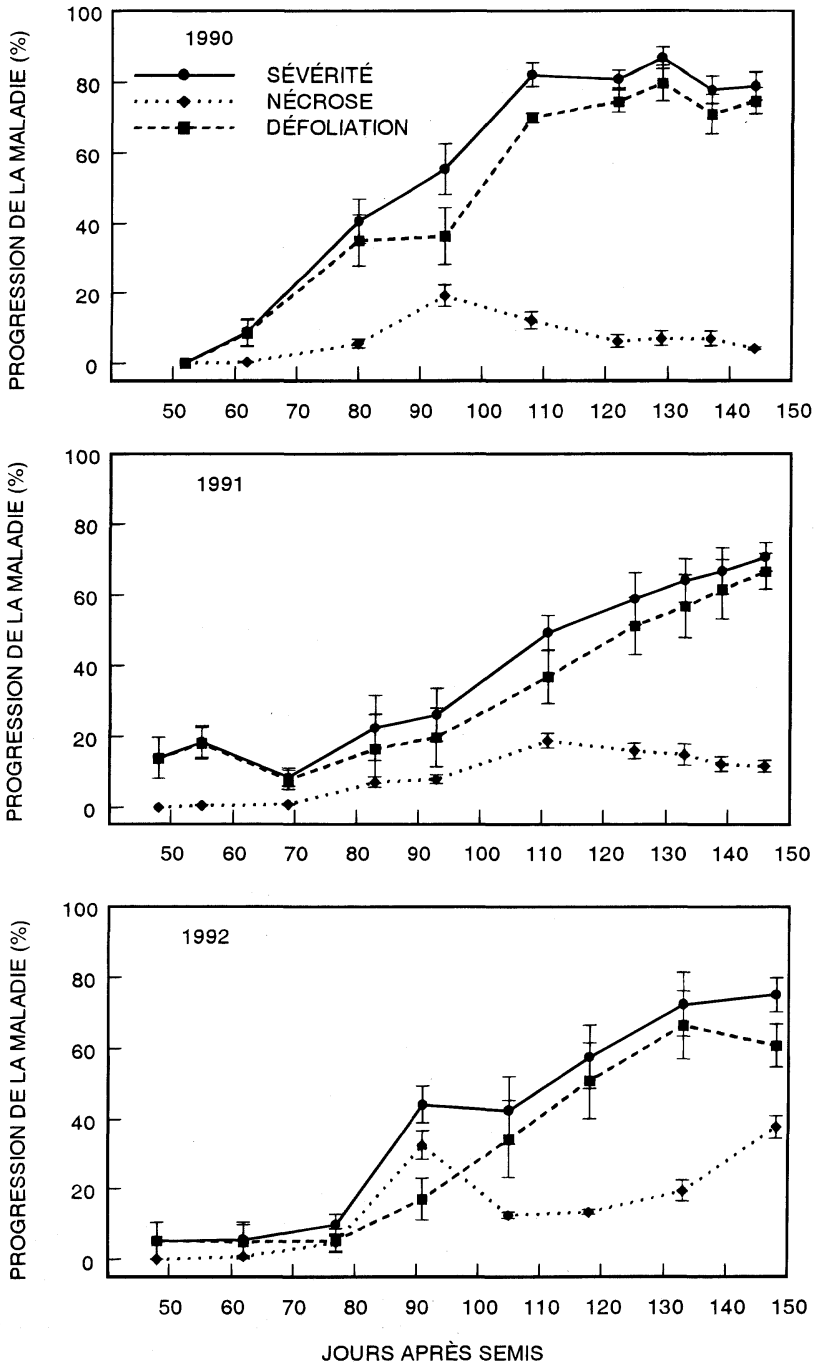 PROGRESSION DE LA MALADIE (%)
1990
SÉVÉRITÉ
NÉCROSE
DÉFOLIATION
100
80
60
40
20
0
50 60 70 80 90 100 110 120 130 140 150
PROGRESSION DE LA MALADIE (%)
1991
100
80
60
40
20
0
50 60 70 80 90 100 110 120 130 140 150
PROGRESSION DE LA MALADIE (%)
1992
100
80
60
40
20
0
50 60 70 80 90 100 110 120 130 140 150
JOURS APRÈS SEMIS